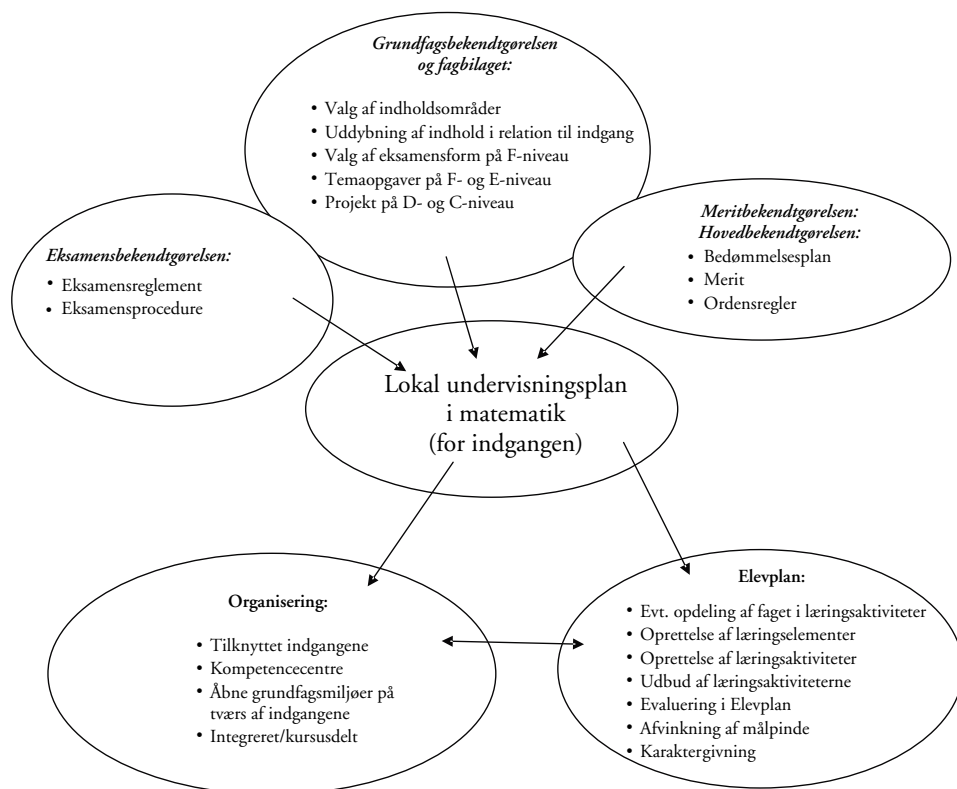 Grundfagsbekendtgørelsen
og fagbilaget:
• Valg af indholdsområder
• Uddybning af indhold i relation til indgang
• Valg af eksamensform på F-niveau
• Temaopgaver på F- og E-niveau
• Projekt på D- og C-niveau
Eksamensbekendtgørelsen:
• Eksamensreglement
• Eksamensprocedure
Meritbekendtgørelsen:
Hovedbekendtgørelsen:
• Bedømmelsesplan
• Merit
• Ordensregler
Lokal undervisningsplan
i matematik
(for indgangen)
Organisering:
• Tilknyttet indgangene
• Kompetencecentre
• Åbne grundfagsmiljøer på
tværs af indgangene
• Integreret/kursusdelt
Elevplan:
• Evt. opdeling af faget i læringsaktiviteter
• Oprettelse af læringselementer
• Oprettelse af læringsaktiviteter
• Udbud af læringsaktiviteterne
• Evaluering i Elevplan
• Afvinkning af målpinde
• Karaktergivning